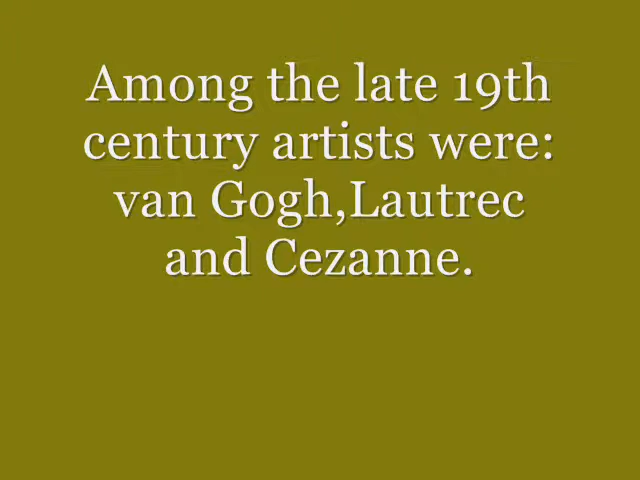 Among the late 19th
century artists were:
van Gogh,Lautrec
and Cezanne.